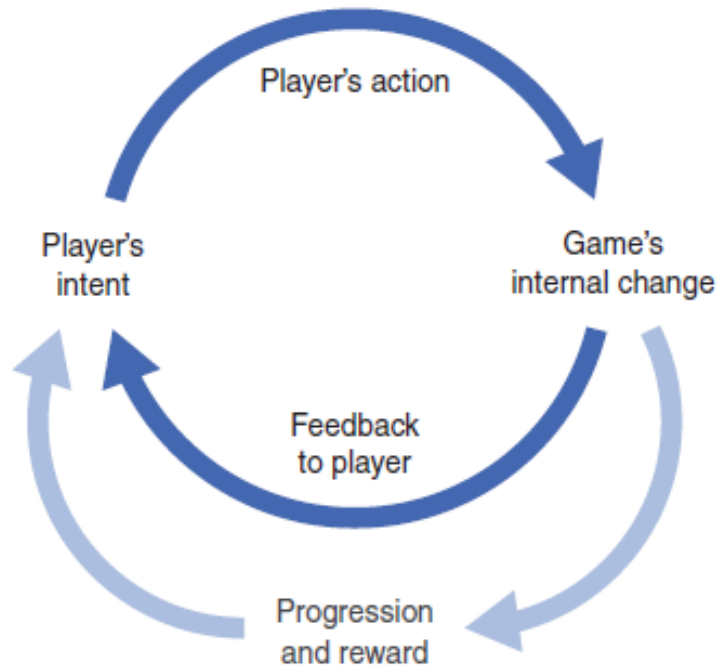 Player’s action
Player’s
intent
Game’s
internal change
Feedback
to player
Progression
and reward